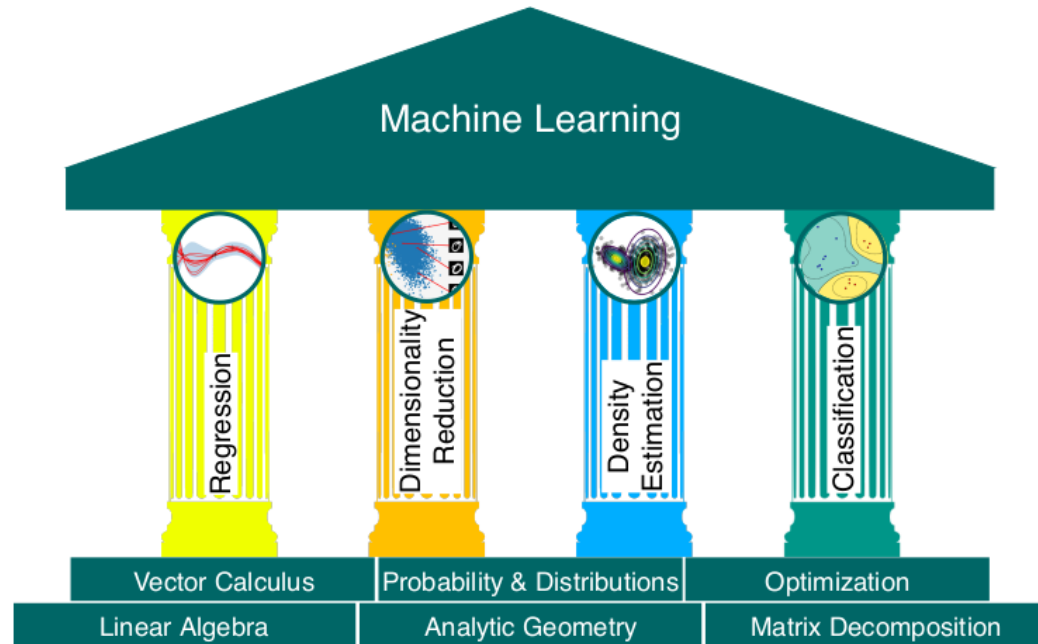 Machine Learning
Regression
Dimensionality
Reduction
Density
Estimation
Classification
Vector Calculus
Probability & Distributions
Optimization
Linear Algebra
Analytic Geometry
Matrix Decomposition